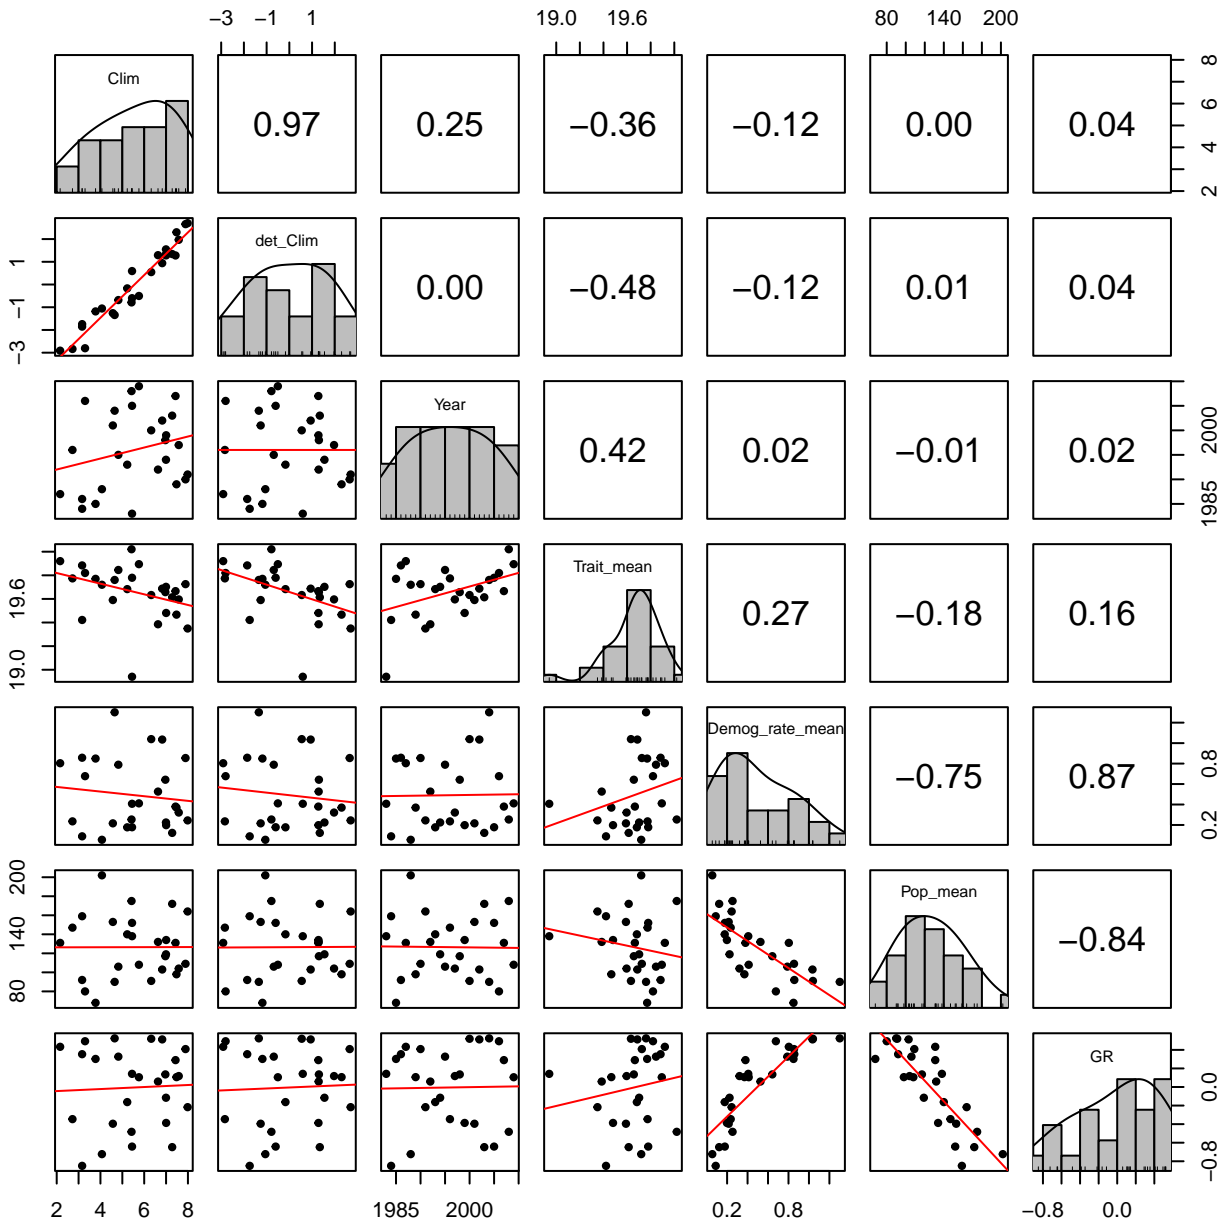 −3 −1 1 19.0 19.6 80 140 200
Clim 0.97 0.25 −0.36 −0.12 0.00 0.04
2 4 6 8
−3 −1 1
det_Clim 0.00 −0.48 −0.12 0.01 0.04
Year 0.42 0.02 −0.01 0.02
1985 2000
19.0 19.6
Trait_mean 0.27 −0.18 0.16
Demog_rate_mean −0.75 0.87
0.2 0.8
80 140 200
Pop_mean −0.84
GR
−0.8 0.0
2 4 6 8 1985 2000 0.2 0.8 −0.8 0.0